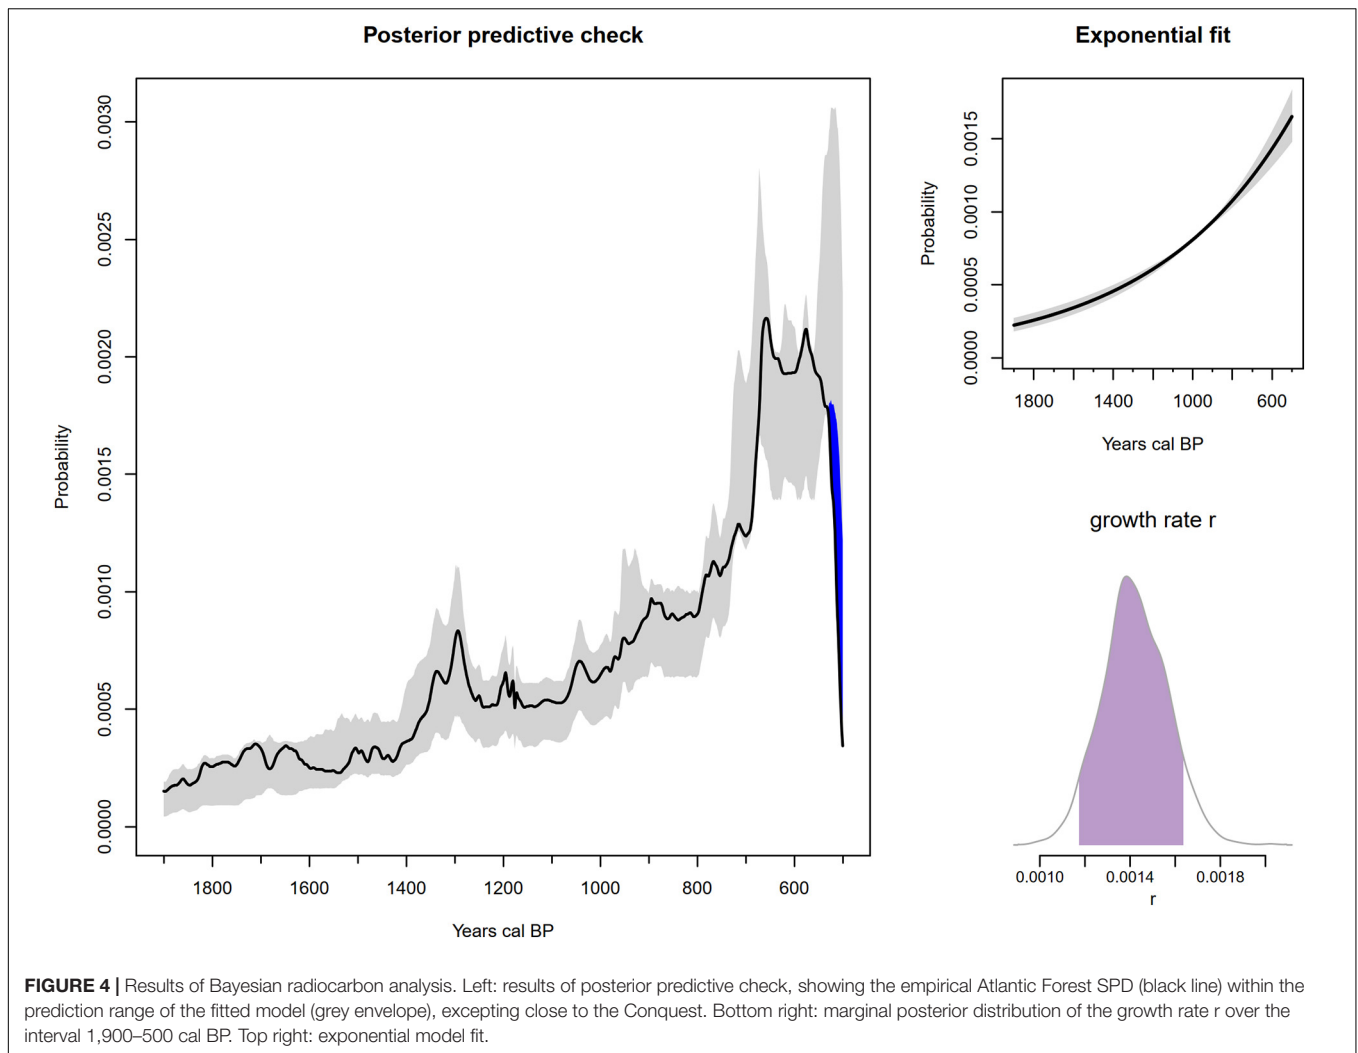 Posterior predictive check
Probability
0.0030
0.0025
0.0020
0.0015
0.0010
0.0005
0.0000
1800 1600 1400 1200 1000 800 600
Years cal BP
Exponential fit
Probability
0.0015
0.0010
0.0005
0.0000
1800 1400 1000 600
Years cal BP
growth rate r
0.0010 0.0014 0.0018
r
FIGURE 4 | Results of Bayesian radiocarbon analysis. Left: results of posterior predictive check, showing the empirical Atlantic Forest SPD (black line) within the
prediction range of the fitted model (grey envelope), excepting close to the Conquest. Bottom right: marginal posterior distribution of the growth rate r over the
interval 1,900–500 cal BP. Top right: exponential model fit.